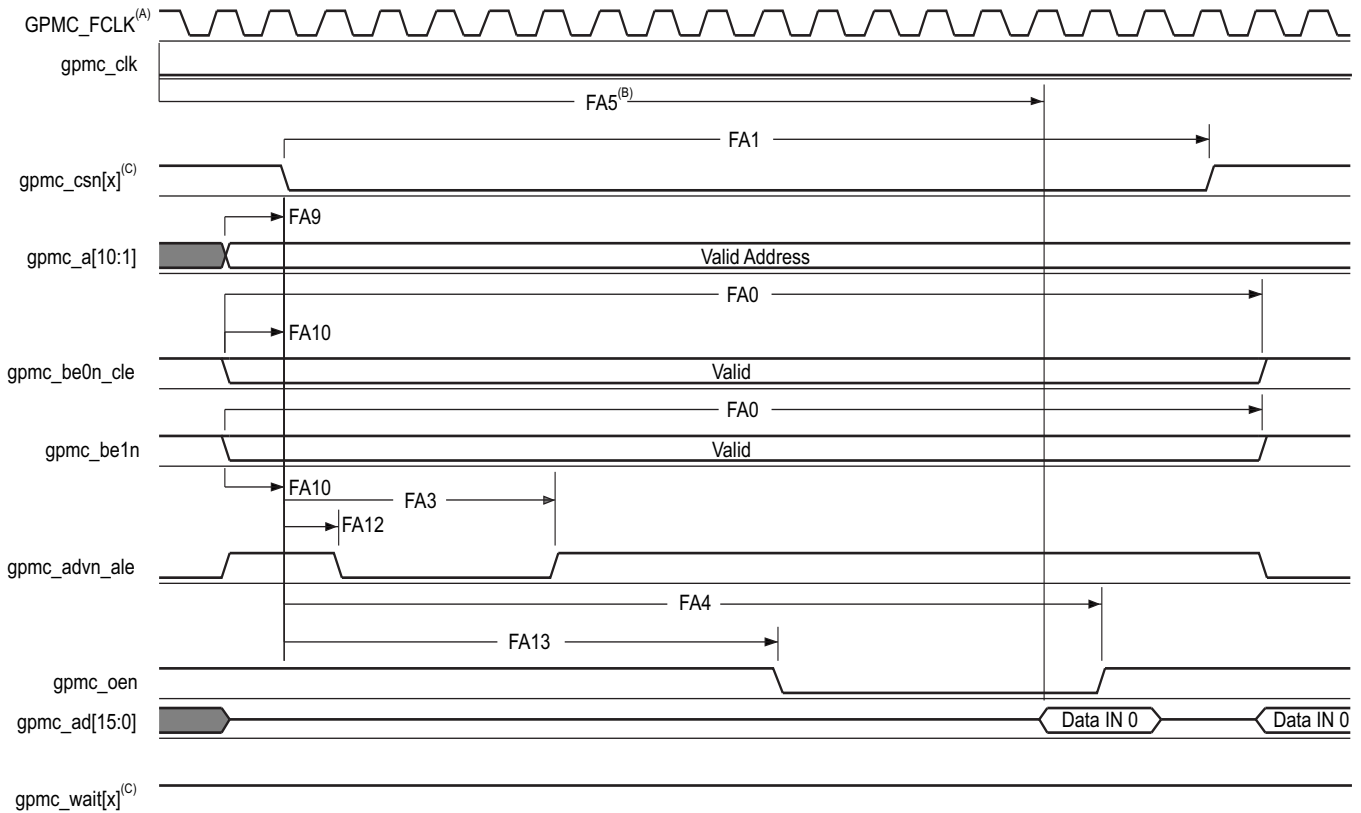 GPMC_FCLK(A)
gpmc_clk
FA5(B)
FA1
gpmc_csn[x](C)
FA9
gpmc_a[10:1]
Valid Address
FA0
FA10
gpmc_be0n_cle
Valid
FA0
gpmc_be1n
Valid
FA10
FA3
FA12
gpmc_advn_ale
FA4
FA13
gpmc_oen
gpmc_ad[15:0]
Data IN 0
Data IN 0
gpmc_wait[x](C)